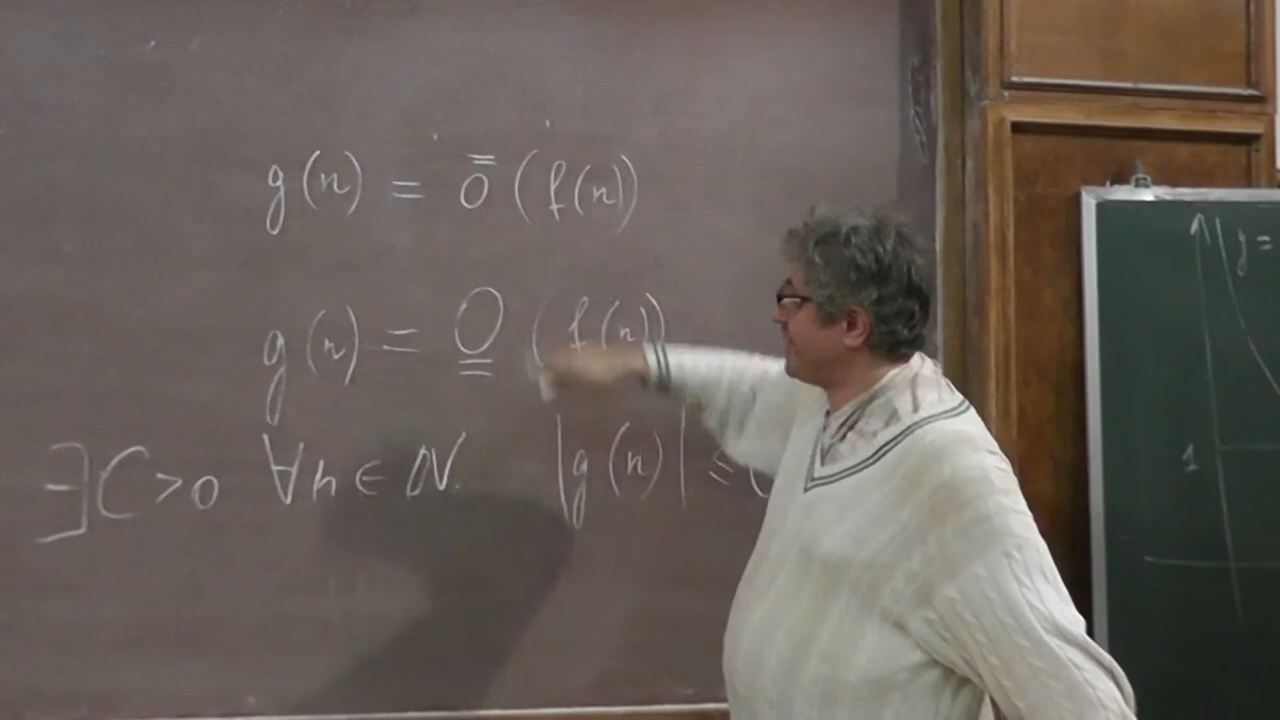 g(n) = o̿ (f(n))
g(n) = O͇ (f(n))
∃C>0 ∀n∈ℕ. |g(n)| ≤ C
y =
1